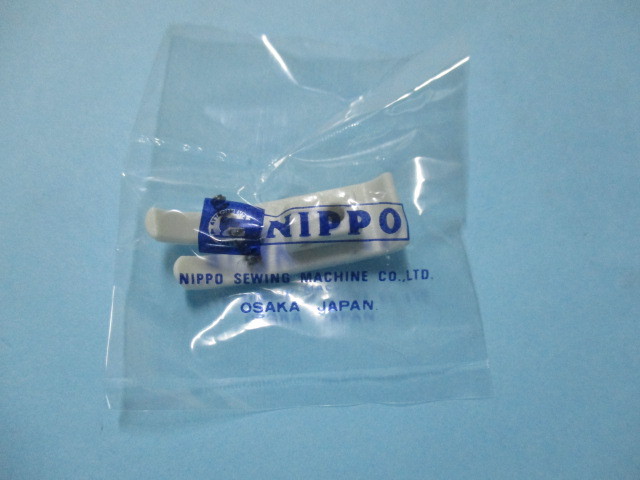 NIPPO
NIPPO SEWING MACHINE CO.,LTD.
OSAKA JAPAN